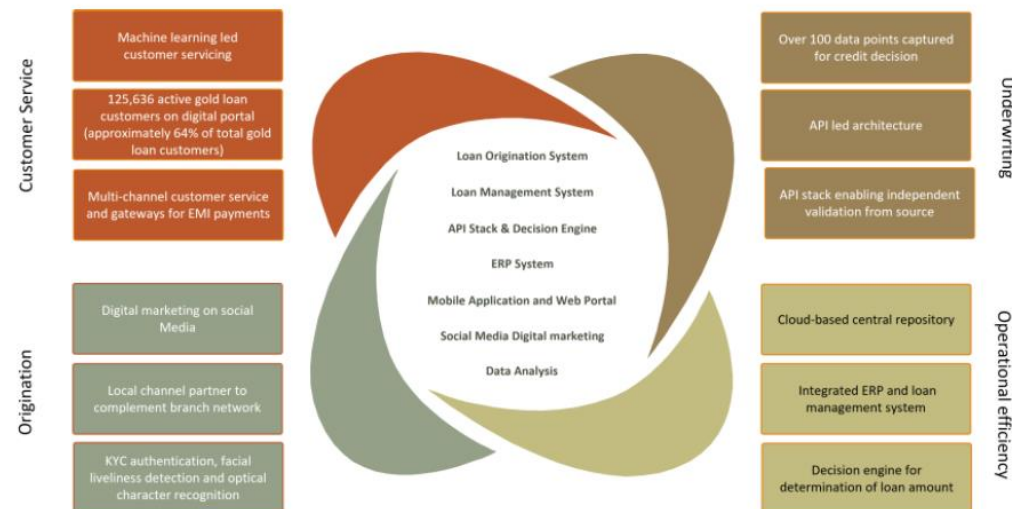 Customer Service
Machine learning led
customer servicing
125,636 active gold loan
customers on digital portal
(approximately 64% of total gold
loan customers)
Multi-channel customer service
and gateways for EMI payments
Origination
Digital marketing on social
Media
Local channel partner to
complement branch network
KYC authentication, facial
liveliness detection and optical
character recognition
Loan Origination System
Loan Management System
API Stack & Decision Engine
ERP System
Mobile Application and Web Portal
Social Media Digital marketing
Data Analysis
Underwriting
Over 100 data points captured
for credit decision
API led architecture
API stack enabling independent
validation from source
Operational efficiency
Cloud-based central repository
Integrated ERP and loan
management system
Decision engine for
determination of loan amount